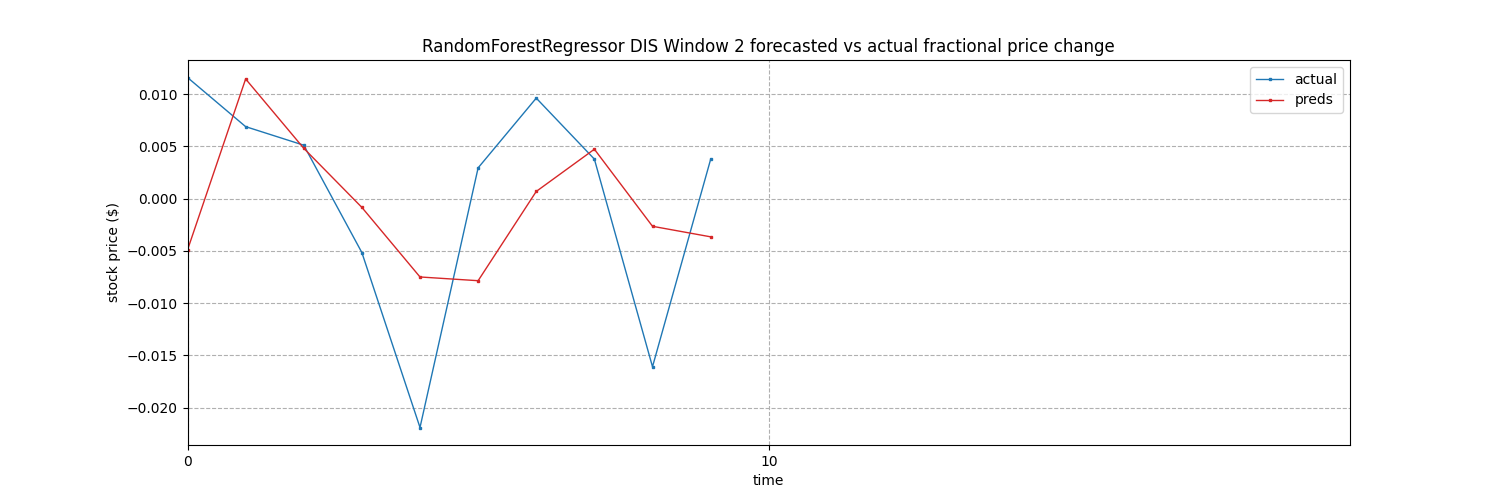 RandomForestRegressor DIS Window 2 forecasted vs actual fractional price change
actual
preds
0.010
0.005
0.000
−0.005
−0.010
−0.015
−0.020
stock price ($)
0
10
time